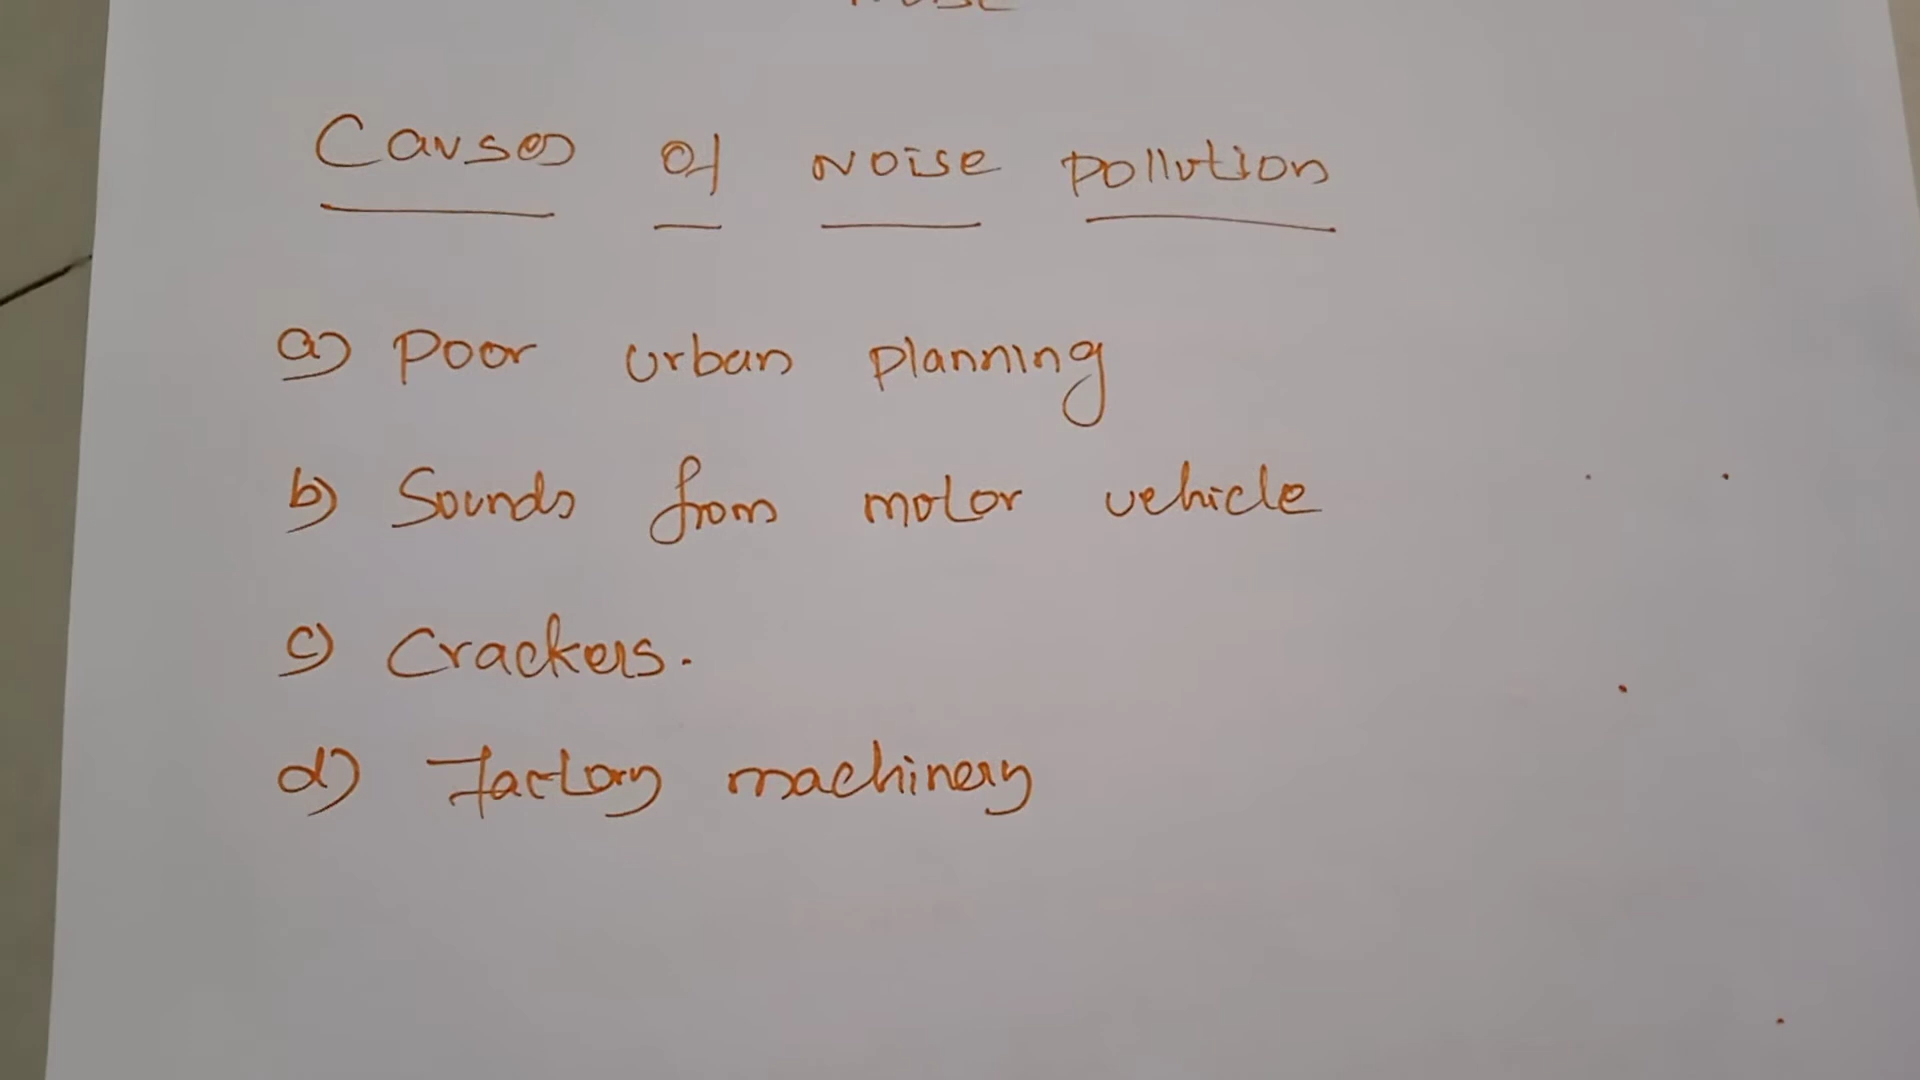 Causes of Noise pollution
a) Poor urban planning
b) Sounds from motor vehicle
c) Crackers.
d) Factory machinery